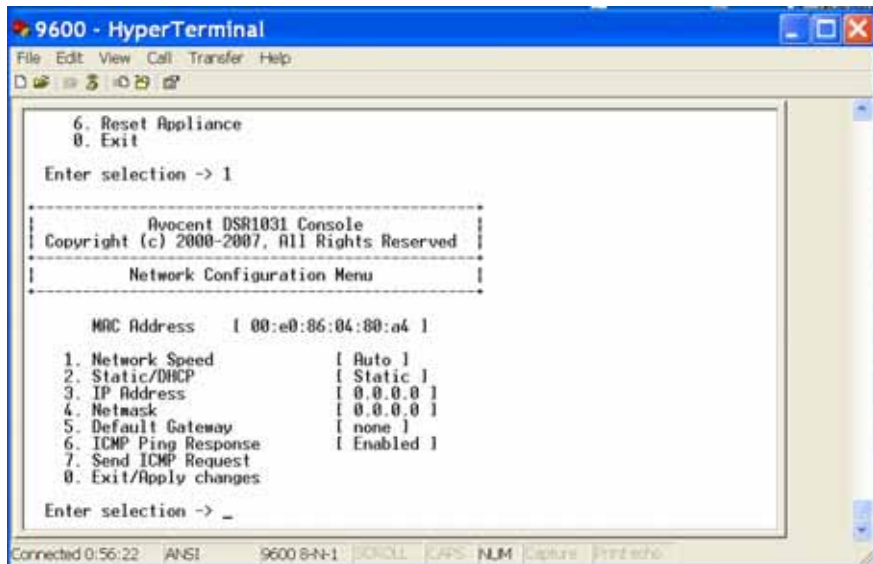 9600 - HyperTerminal
File Edit View Call Transfer Help
6. Reset Appliance
0. Exit
Enter selection -> 1
Avocent DSR1031 Console
Copyright (c) 2000-2007, All Rights Reserved
Network Configuration Menu
MAC Address [ 00:e0:86:04:80:a4 ]
1. Network Speed [ Auto ]
2. Static/DHCP [ Static ]
3. IP Address [ 0.0.0.0 ]
4. Netmask [ 0.0.0.0 ]
5. Default Gateway [ none ]
6. ICMP Ping Response [ Enabled ]
7. Send ICMP Request
0. Exit/Apply changes
Enter selection -> _
Connected 0:56:22 ANSI 9600 8-N-1 SCROLL CAPS NUM Capture Print echo